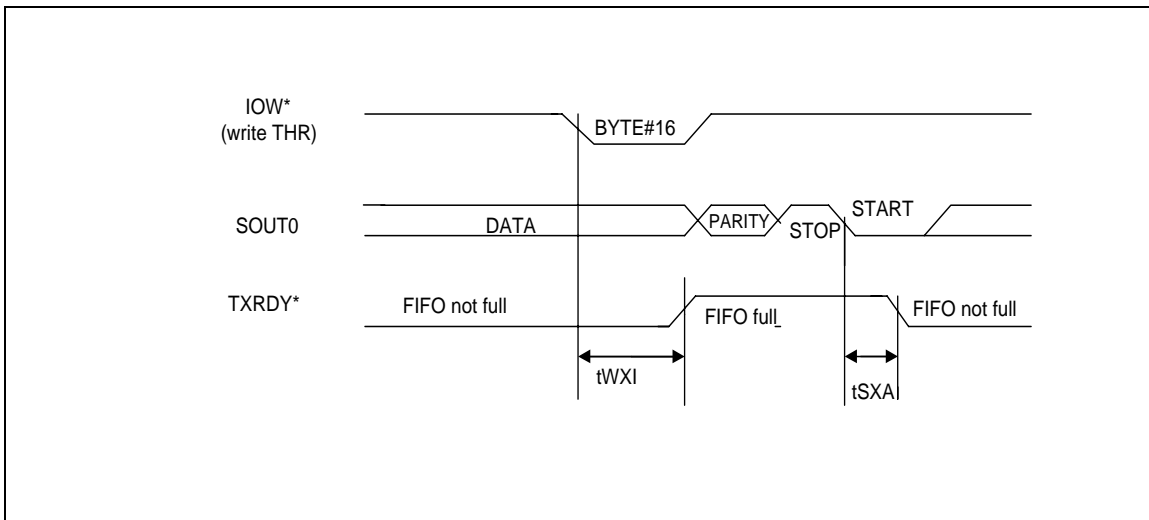 IOW*
(write THR)
BYTE#16
SOUT0
DATA
PARITY
STOP
START
TXRDY*
FIFO not full
FIFO full
FIFO not full
tWXI
tSXA